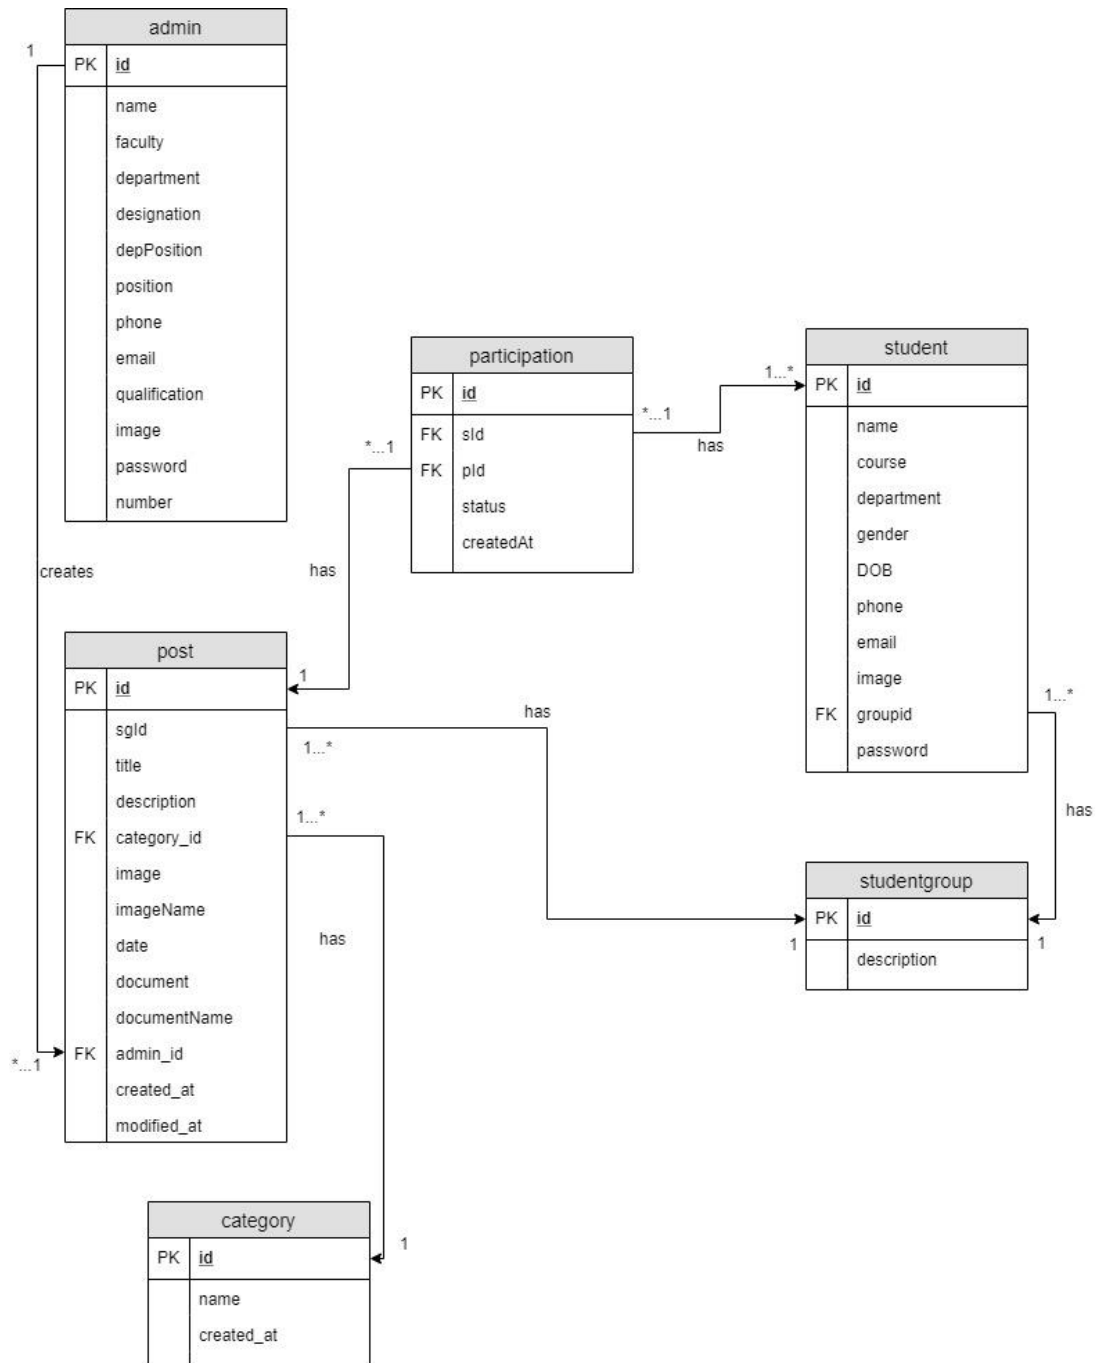 admin
1
PK id
name
faculty
department
designation
depPosition
position
phone
email
qualification
image
password
number
creates
participation
PK id
FK sId
FK pId
status
createdAt
*...1
has
*...1
has
1...*
student
PK id
name
course
department
gender
DOB
phone
email
image
FK groupid
password
1...*
has
post
PK id
1
sgId
title
description
FK category_id
image
imageName
date
document
documentName
FK admin_id
created_at
modified_at
*...1
has
1...*
1...*
has
studentgroup
PK id
description
1
1
category
PK id
name
created_at
1